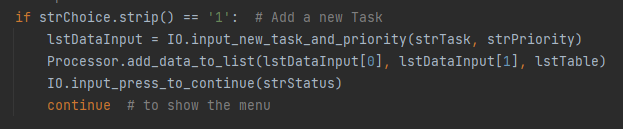 if strChoice.strip() == '1':  # Add a new Task
    lstDataInput = IO.input_new_task_and_priority(strTask, strPriority)
    Processor.add_data_to_list(lstDataInput[0], lstDataInput[1], lstTable)
    IO.input_press_to_continue(strStatus)
    continue  # to show the menu